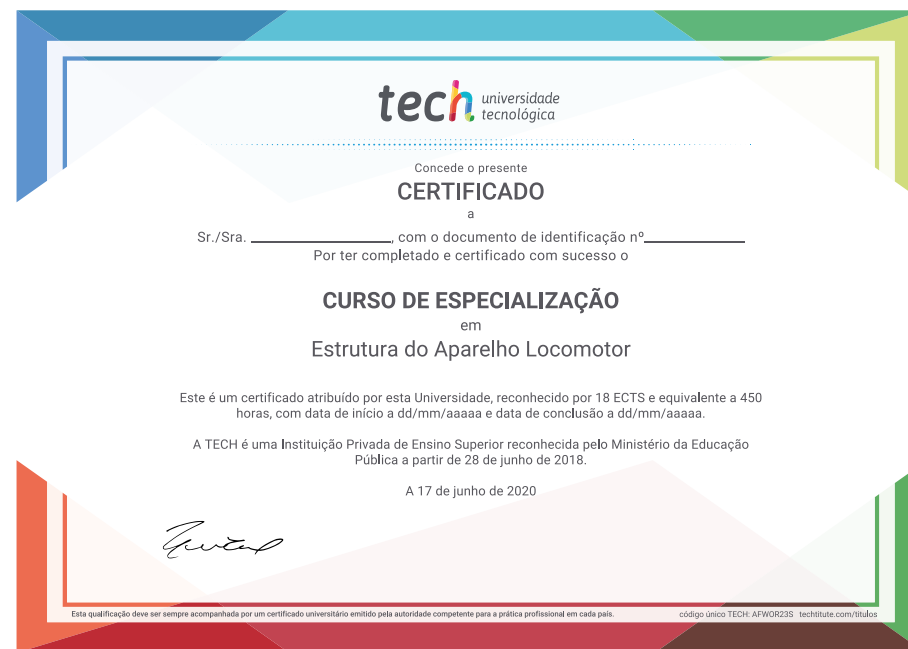 tech universidade
tecnológica
Concede o presente
CERTIFICADO
a
Sr./Sra. ____________________, com o documento de identificação nº______________
Por ter completado e certificado com sucesso o
CURSO DE ESPECIALIZAÇÃO
em
Estrutura do Aparelho Locomotor
Este é um certificado atribuído por esta Universidade, reconhecido por 18 ECTS e equivalente a 450
horas, com data de início a dd/mm/aaaaa e data de conclusão a dd/mm/aaaaa.
A TECH é uma Instituição Privada de Ensino Superior reconhecida pelo Ministério da Educação
Pública a partir de 28 de junho de 2018.
A 17 de junho de 2020
Esta qualificação deve ser sempre acompanhada por um certificado universitário emitido pela autoridade competente para a prática profissional em cada país.
código único TECH: AFWOR23S techtitute.com/titulos